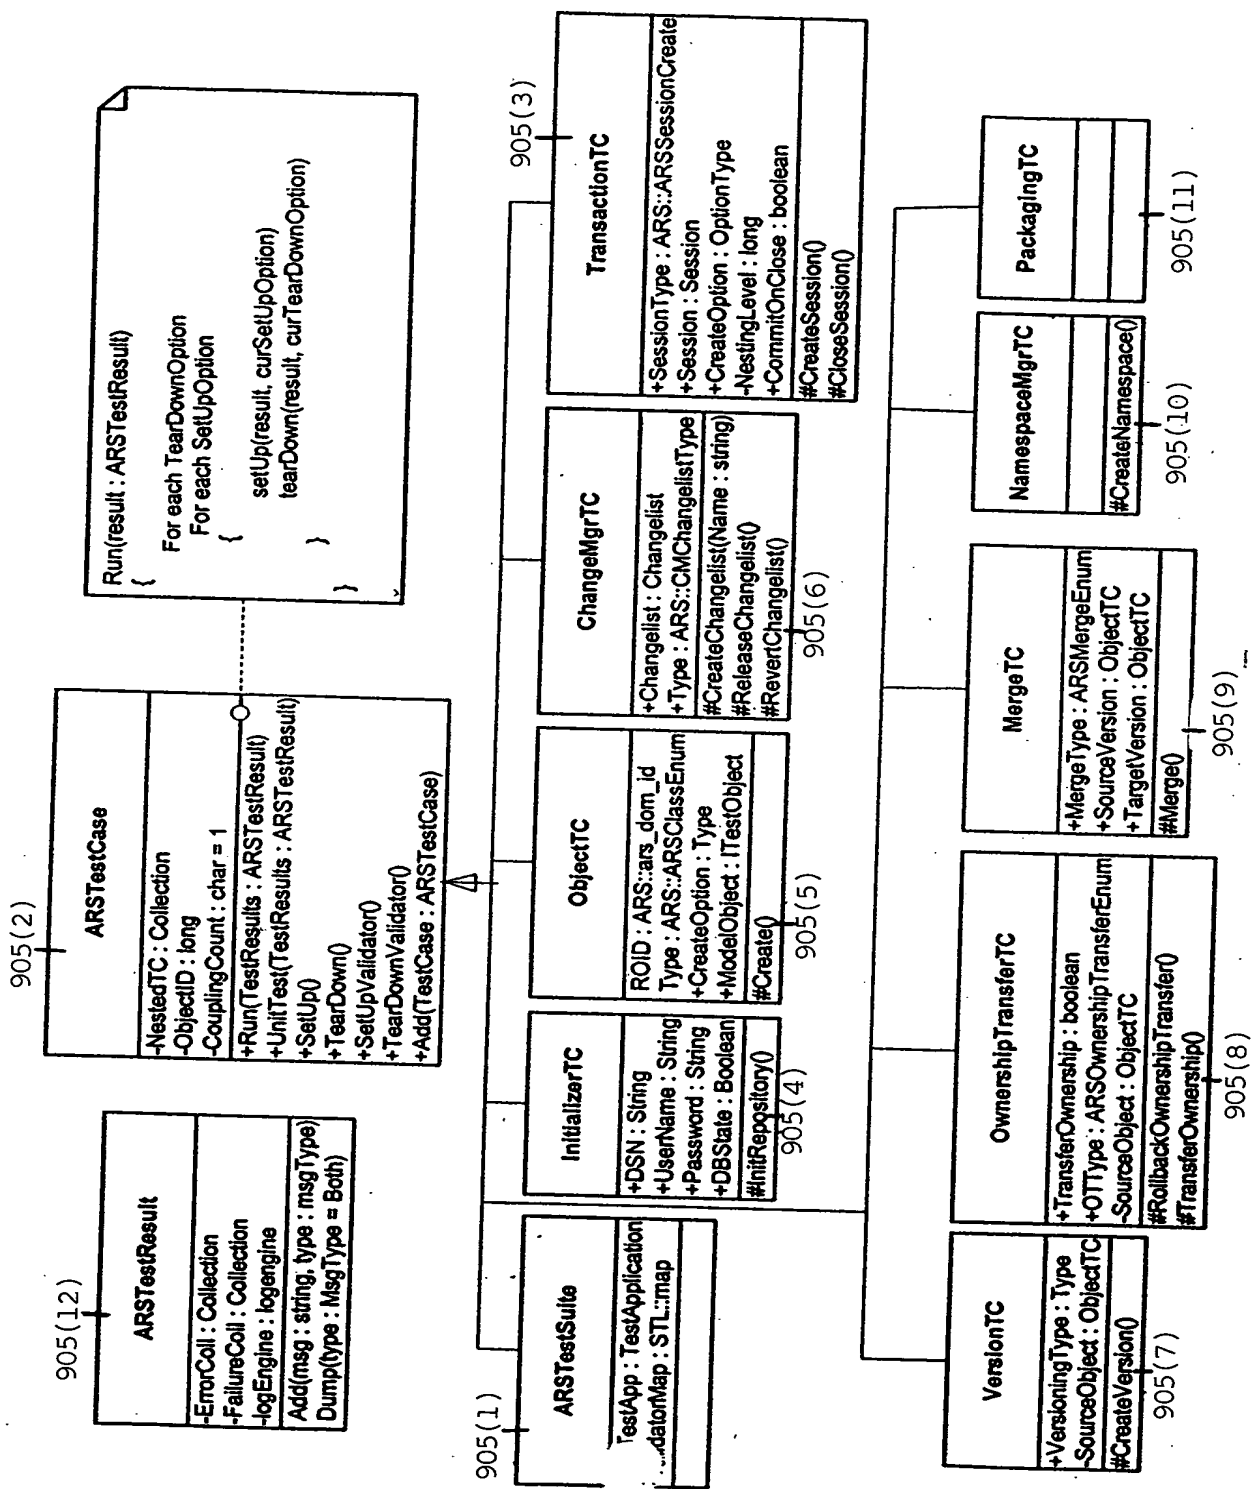 905(12)
ARSTestResult
-ErrorColl : Collection
-FailureColl : Collection
-logEngine : logengine
Add(msg : string, type : msgType)
Dump(type : MsgType = Both)
905(2)
ARSTestCase
-NestedTC : Collection
-ObjectID : long
-CouplingCount : char = 1
+Run(TestResults : ARSTestResult)
+UnitTest(TestResults : ARSTestResult)
+SetUp()
+TearDown()
+SetUpValidator()
+TearDownValidator()
+Add(TestCase : ARSTestCase)
Run(result : ARSTestResult)
{
For each TearDownOption
For each SetUpOption
{
setUp(result, curSetUpOption)
tearDown(result, curTearDownOption)
}
}
905(1)
ARSTestSuite
TestApp : TestApplication
datorMap : STL::map
InitializerTC
+DSN : String
+UserName : String
+Password : String
+DBState : Boolean
#InitRepository()
905(4)
ObjectTC
ROID : ARS::ars_dom_id
Type : ARS::ARSClassEnum
+CreateOption : Type
+ModelObject : ITestObject
#Create()
905(5)
ChangeMgrTC
+Changelist : Changelist
+Type : ARS::CMChangelistType
#CreateChangelist(Name : string)
#ReleaseChangelist()
#RevertChangelist()
905(6)
905(3)
TransactionTC
+SessionType : ARS::ARSSessionCreate
+Session : Session
+CreateOption : OptionType
-NestingLevel : long
+CommitOnClose : boolean
#CreateSession()
#CloseSession()
VersionTC
+VersioningType : Type
-SourceObject : ObjectTC
#CreateVersion()
905(7)
OwnershipTransferTC
+TransferOwnership : boolean
+OTType : ARSOwnershipTransferEnum
-SourceObject : ObjectTC
#RollbackOwnershipTransfer()
#TransferOwnership()
905(8)
MergeTC
+MergeType : ARSMergeEnum
+SourceVersion : ObjectTC
+TargetVersion : ObjectTC
#Merge()
905(9)
NamespaceMgrTC
#CreateNamespace()
905(10)
PackagingTC
905(11)